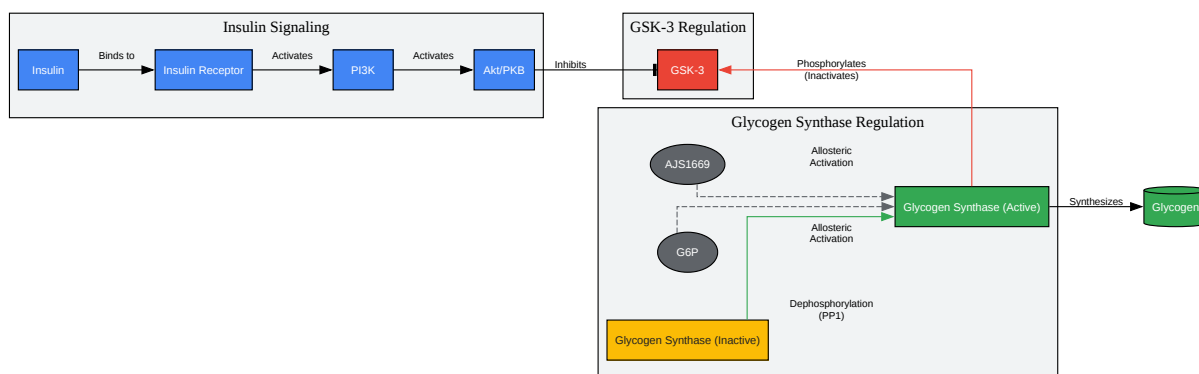 Insulin Signaling
GSK-3 Regulation
Insulin
Binds to
Insulin Receptor
Activates
PI3K
Activates
Akt/PKB
Inhibits
GSK-3
Phosphorylates
(Inactivates)
Glycogen Synthase Regulation
AJS1669
Allosteric
Activation
Glycogen Synthase (Active)
Synthesizes
Glycogen
Allosteric
Activation
G6P
Dephosphorylation
(PP1)
Glycogen Synthase (Inactive)